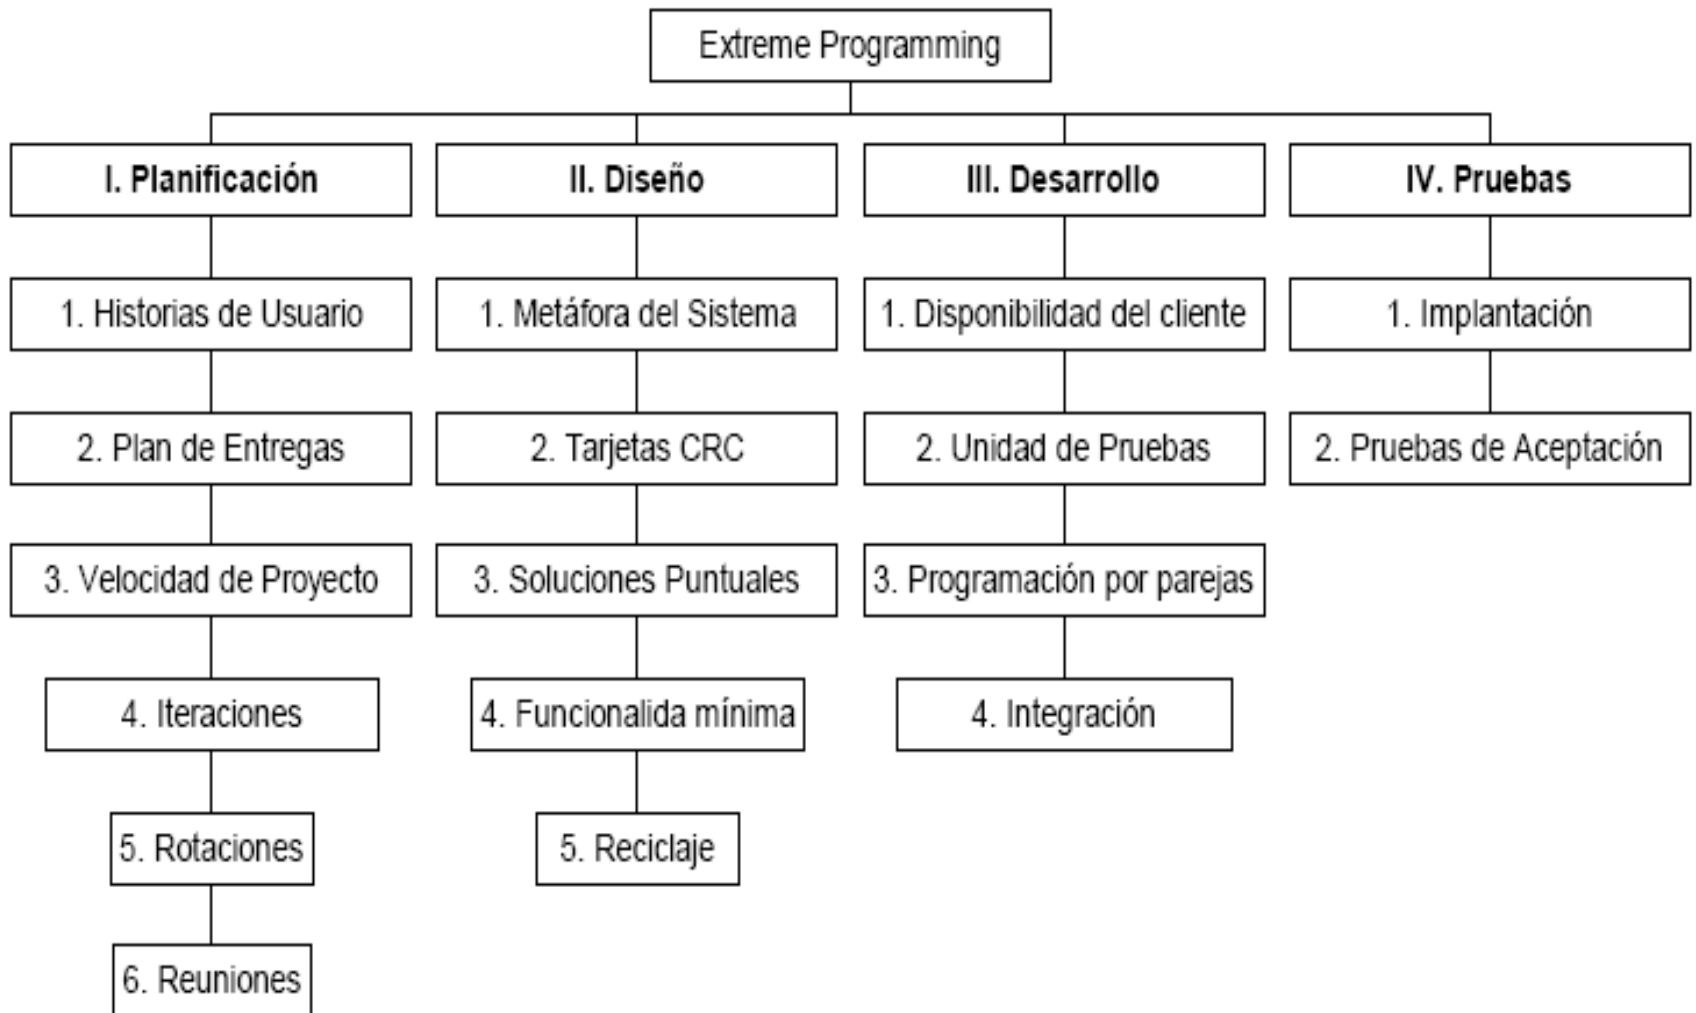 Extreme Programming
I. Planificación
1. Historias de Usuario
2. Plan de Entregas
3. Velocidad de Proyecto
4. Iteraciones
5. Rotaciones
6. Reuniones
II. Diseño
1. Metáfora del Sistema
2. Tarjetas CRC
3. Soluciones Puntuales
4. Funcionalida mínima
5. Reciclaje
III. Desarrollo
1. Disponibilidad del cliente
2. Unidad de Pruebas
3. Programación por parejas
4. Integración
IV. Pruebas
1. Implantación
2. Pruebas de Aceptación